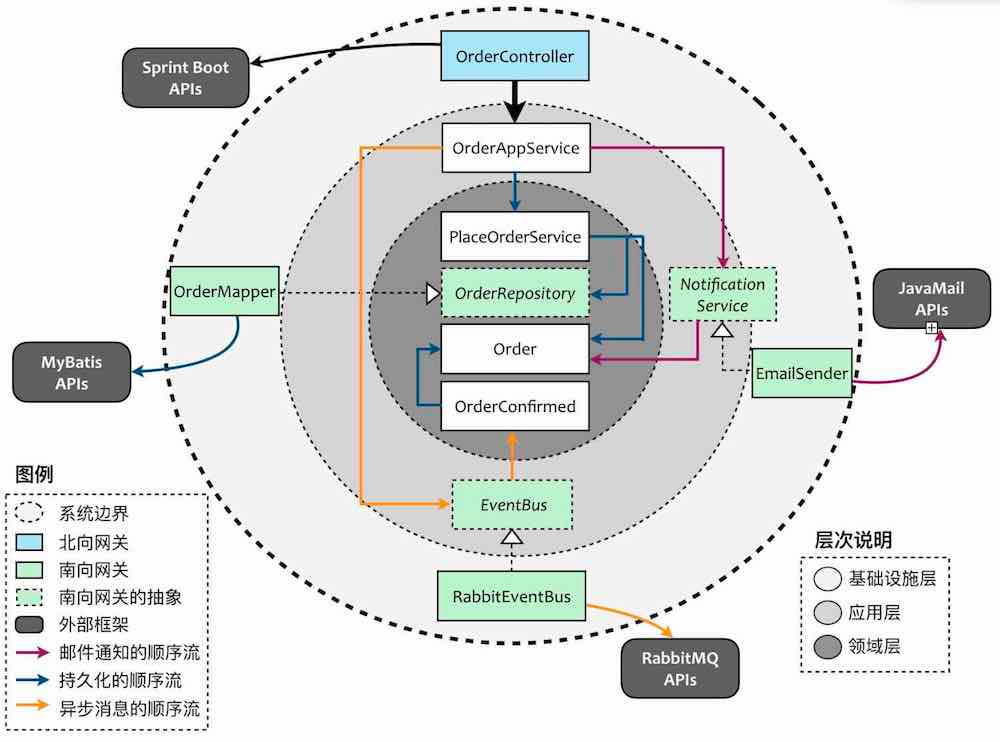 OrderController
Sprint Boot
APIs
OrderAppService
PlaceOrderService
OrderMapper
OrderRepository
Notification
Service
JavaMail
APIs
Order
MyBatis
APIs
EmailSender
OrderConfirmed
EventBus
RabbitEventBus
RabbitMQ
APIs
图例
系统边界
北向网关
南向网关
南向网关的抽象
外部框架
邮件通知的顺序流
持久化的顺序流
异步消息的顺序流
层次说明
基础设施层
应用层
领域层